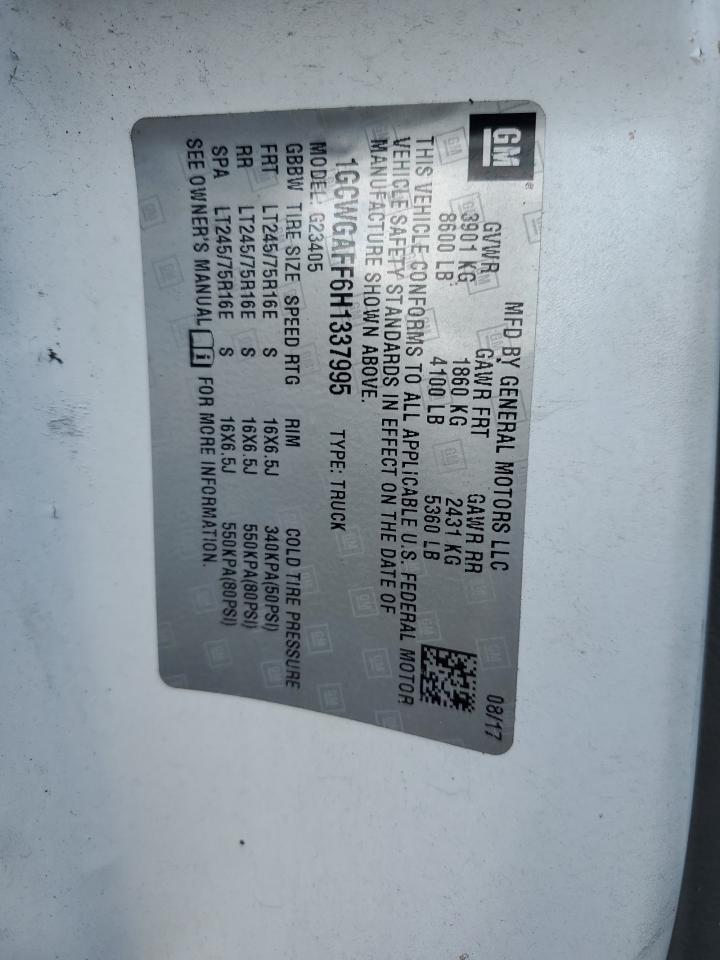 GM®
MFD BY GENERAL MOTORS LLC 08/17
GVWR GAWR FRT GAWR RR
3901 KG 1860 KG 2431 KG
8600 LB 4100 LB 5360 LB
THIS VEHICLE CONFORMS TO ALL APPLICABLE U.S. FEDERAL MOTOR
VEHICLE SAFETY STANDARDS IN EFFECT ON THE DATE OF
MANUFACTURE SHOWN ABOVE.
1GCWGAFF6H1337995 TYPE: TRUCK
MODEL: G23405
GBBW TIRE SIZE SPEED RTG RIM COLD TIRE PRESSURE
FRT LT245/75R16E S 16X6.5J 340KPA(50PSI)
RR LT245/75R16E S 16X6.5J 550KPA(80PSI)
SPA LT245/75R16E S 16X6.5J 550KPA(80PSI)
SEE OWNER'S MANUAL i FOR MORE INFORMATION.